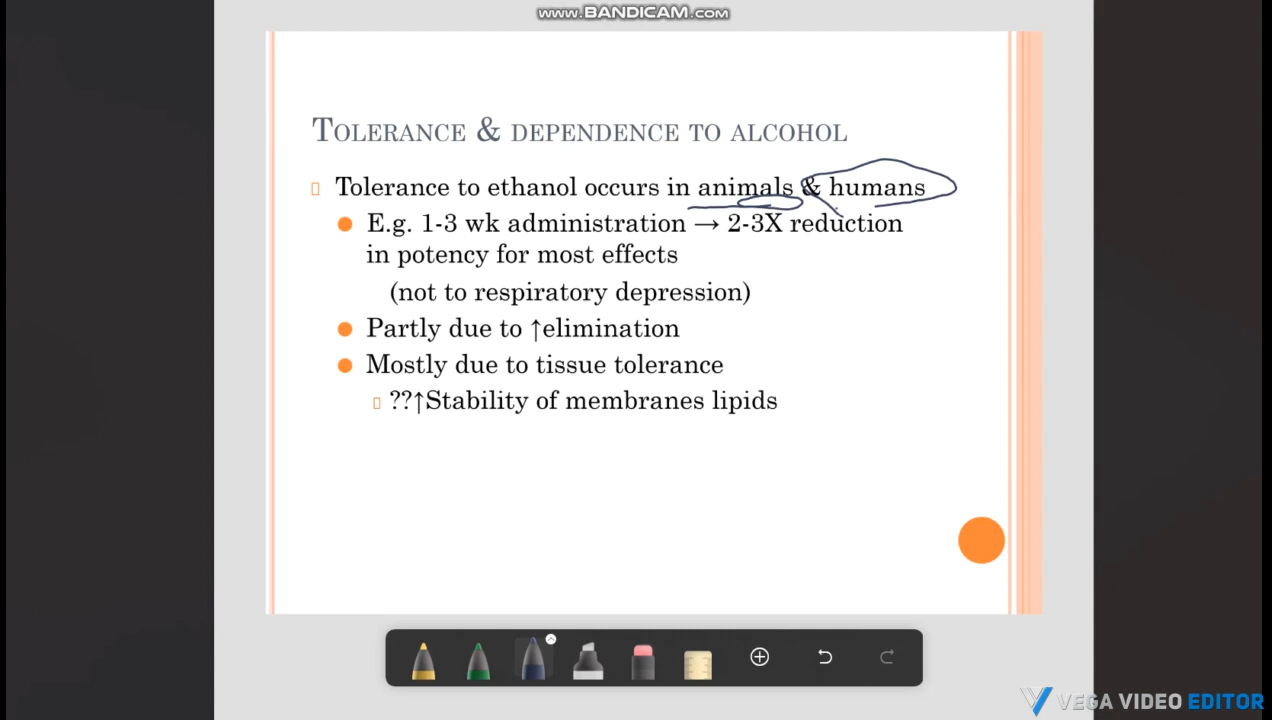 www.BANDICAM.com
TOLERANCE & DEPENDENCE TO ALCOHOL
Tolerance to ethanol occurs in animals & humans
E.g. 1-3 wk administration → 2-3X reduction
in potency for most effects
(not to respiratory depression)
Partly due to ↑elimination
Mostly due to tissue tolerance
??↑Stability of membranes lipids
VEGA VIDEO EDITOR